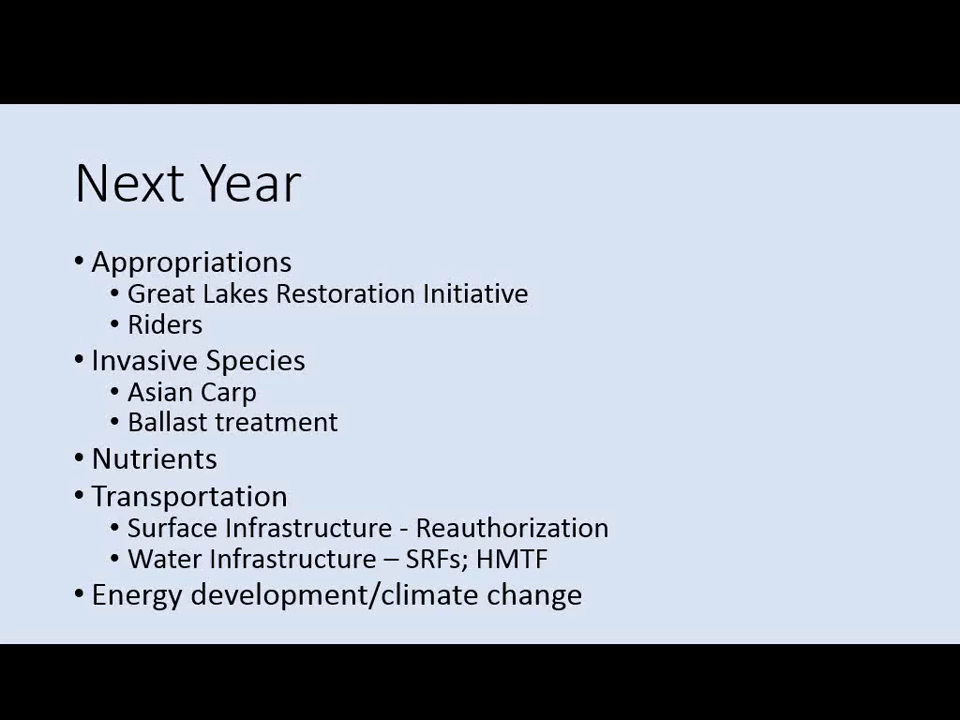 Next Year
• Appropriations
• Great Lakes Restoration Initiative
• Riders
• Invasive Species
• Asian Carp
• Ballast treatment
• Nutrients
• Transportation
• Surface Infrastructure - Reauthorization
• Water Infrastructure – SRFs; HMTF
• Energy development/climate change